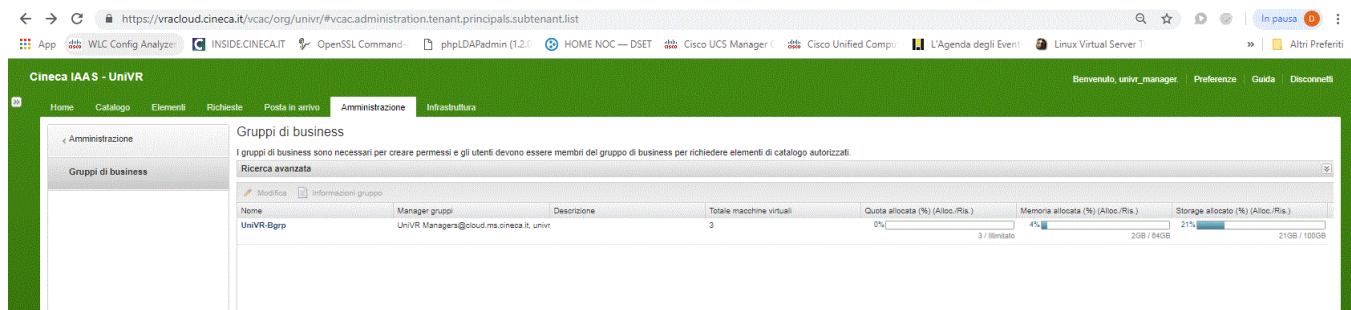 https://vracloud.cineca.it/vcac/org/univr/#vcac.administration.tenant.principals.subtenant.list In pausa D
App WLC Config Analyzer INSIDE.CINECA.IT OpenSSL Command- phpLDAPadmin (1.2. HOME NOC — DSET Cisco UCS Manager ( Cisco Unified Compu L'Agenda degli Event Linux Virtual Server T » Altri Preferiti
Cineca IAAS - UniVR Benvenuto, univr_manager. Preferenze Guida Disconnetti
Home Catalogo Elementi Richieste Posta in arrivo Amministrazione Infrastruttura
‹ Amministrazione
Gruppi di business
Gruppi di business
I gruppi di business sono necessari per creare permessi e gli utenti devono essere membri del gruppo di business per richiedere elementi di catalogo autorizzati.
Ricerca avanzata
Modifica Informazioni gruppo
Nome Manager gruppi Descrizione Totale macchine virtuali Quota allocata (%) (Alloc./Ris.) Memoria allocata (%) (Alloc./Ris.) Storage allocato (%) (Alloc./Ris.)
UniVR-Bgrp UniVR Managers@cloud.ms.cineca.it, univr 3 0% 4% 21%
3 / Illimitato 2GB / 64GB 21GB / 100GB